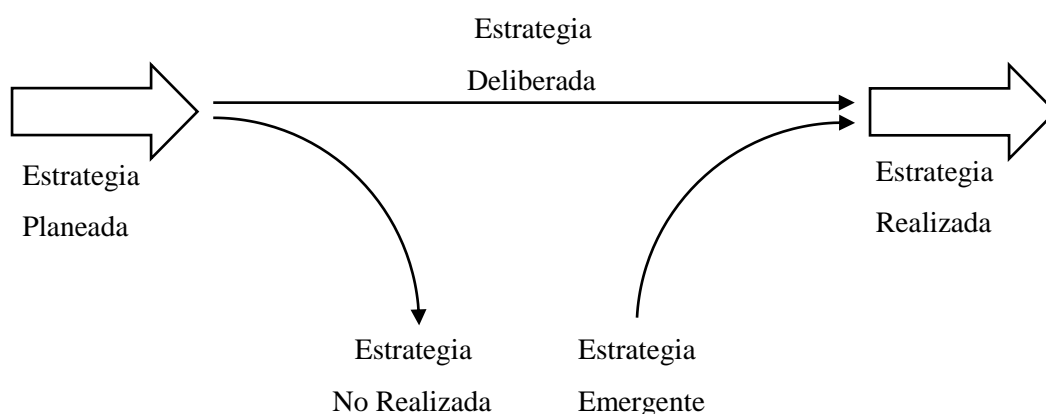 Estrategia
Deliberada
Estrategia
Planeada
Estrategia
Realizada
Estrategia
No Realizada
Estrategia
Emergente